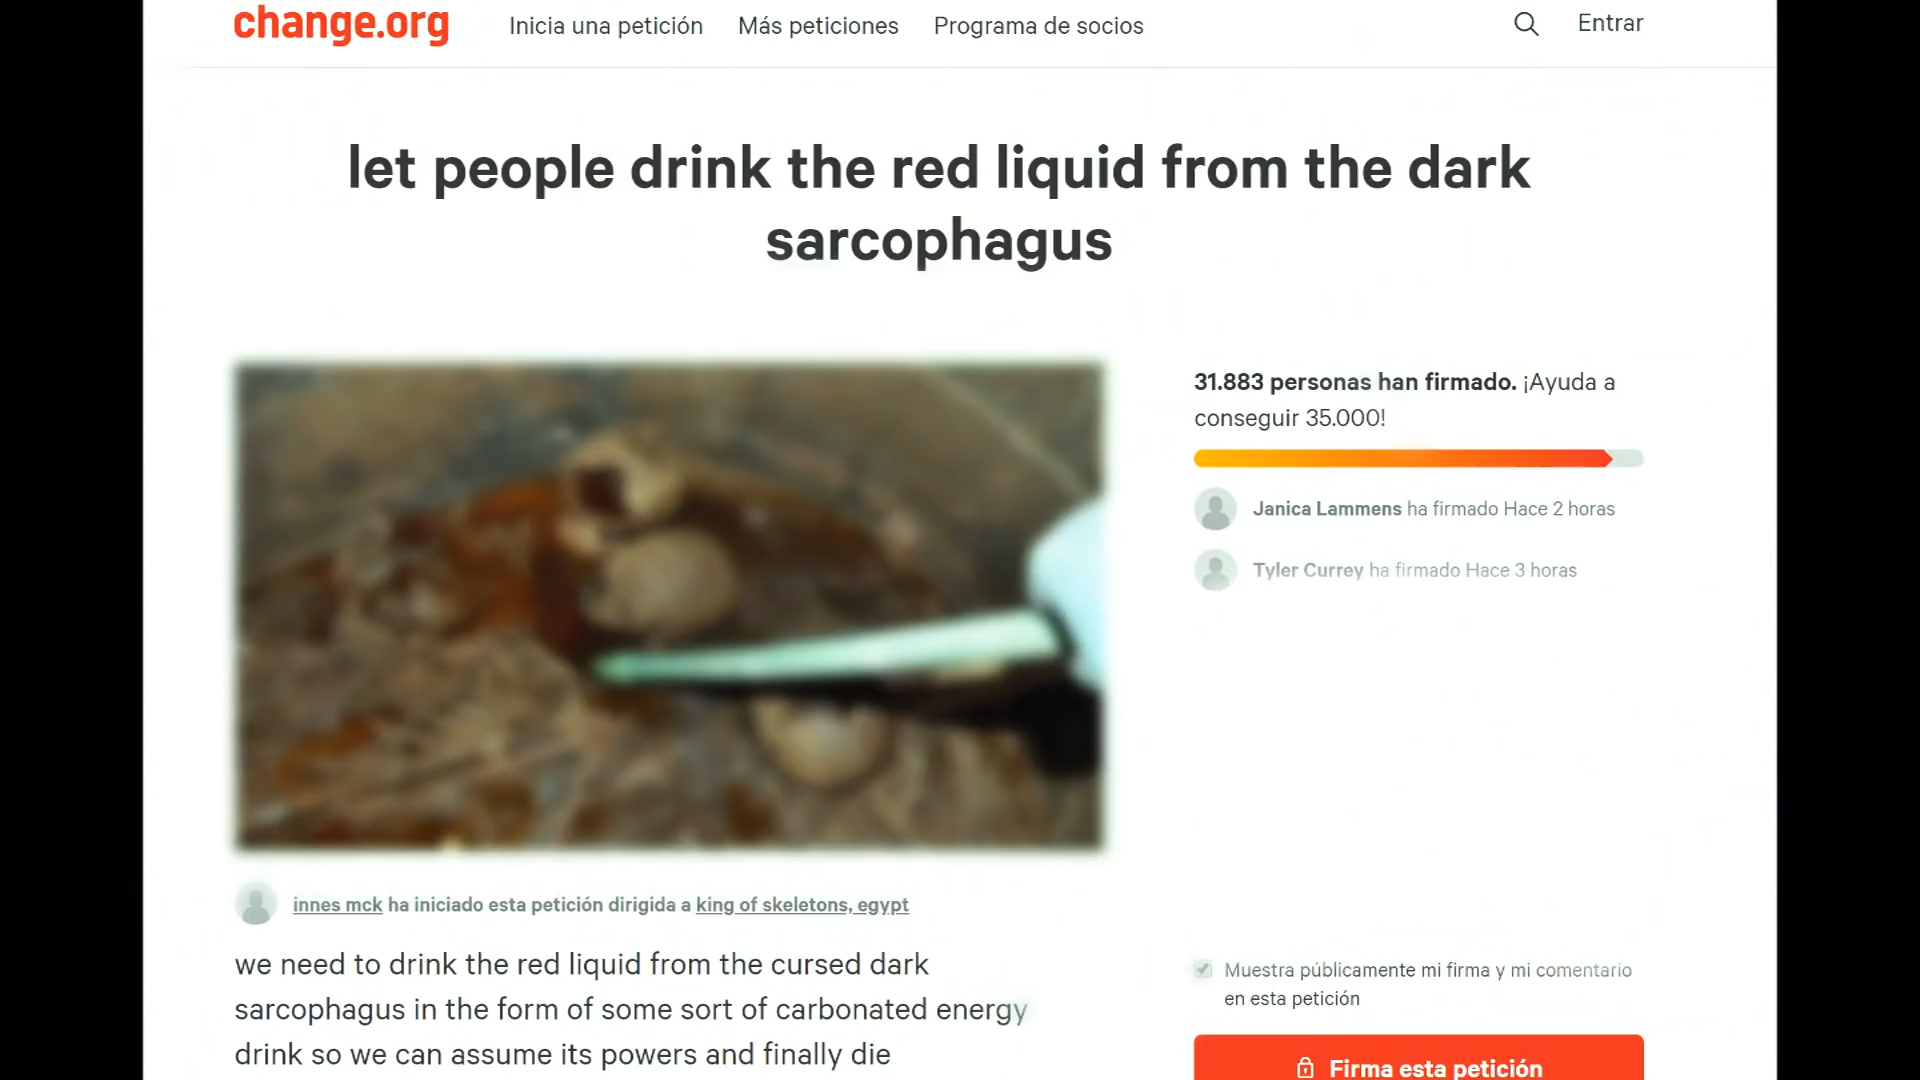 change.org
Inicia una petición
Más peticiones
Programa de socios
Entrar
let people drink the red liquid from the dark
sarcophagus
31.883 personas han firmado. ¡Ayuda a
conseguir 35.000!
Janica Lammens ha firmado Hace 2 horas
Tyler Currey ha firmado Hace 3 horas
innes mck ha iniciado esta petición dirigida a king of skeletons, egypt
we need to drink the red liquid from the cursed dark
sarcophagus in the form of some sort of carbonated energy
drink so we can assume its powers and finally die
Muestra públicamente mi firma y mi comentario
en esta petición
Firma esta petición